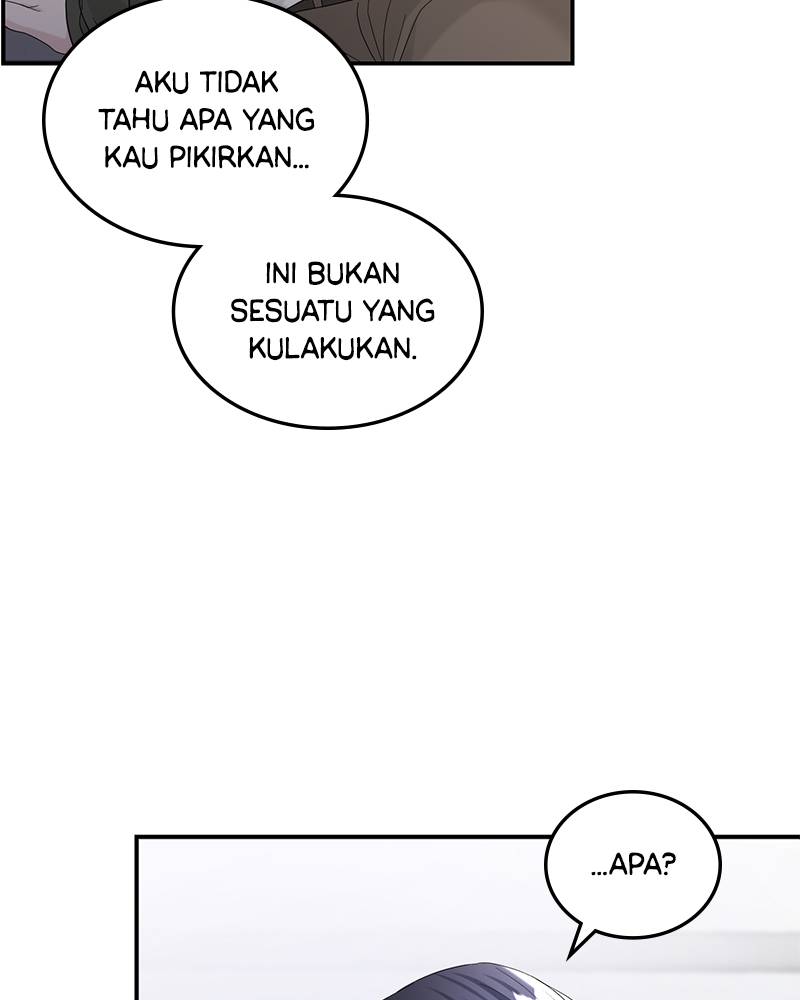 AKU TIDAK
TAHU APA YANG
KAU PIKIRKAN...
INI BUKAN
SESUATU YANG
KULAKUKAN.
...APA?